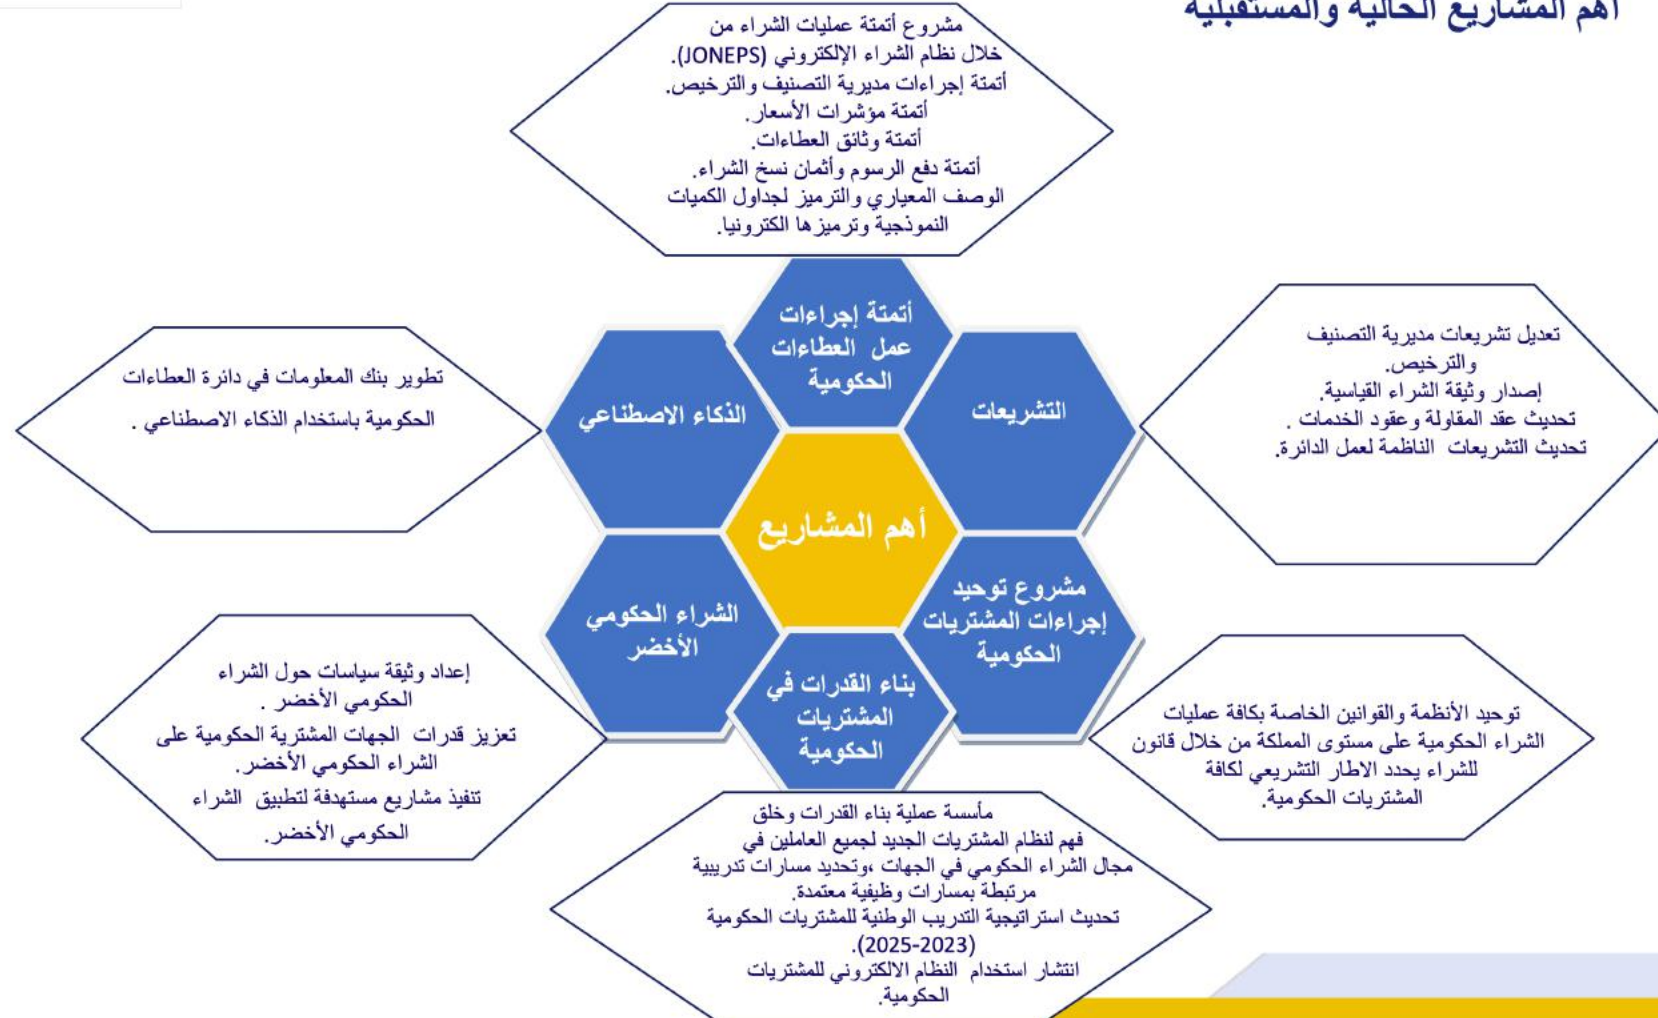 أهم المشاريع الحالية والمستقبلية
مشروع أتمتة عمليات الشراء من
خلال نظام الشراء الإلكتروني (JONEPS).
أتمتة إجراءات مديرية التصنيف والترخيص.
أتمتة مؤشرات الأسعار.
أتمتة وثائق العطاءات.
أتمتة دفع الرسوم وأثمان نسخ الشراء.
الوصف المعياري والترميز لجداول الكميات
النموذجية وترميزها الكترونيا.
أتمتة إجراءات
عمل العطاءات
الحكومية
التشريعات
تعديل تشريعات مديرية التصنيف
والترخيص.
إصدار وثيقة الشراء القياسية.
تحديث عقد المقاولة وعقود الخدمات .
تحديث التشريعات الناظمة لعمل الدائرة.
الذكاء الاصطناعي
تطوير بنك المعلومات في دائرة العطاءات
الحكومية باستخدام الذكاء الاصطناعي .
أهم المشاريع
مشروع توحيد
إجراءات المشتريات
الحكومية
توحيد الأنظمة والقوانين الخاصة بكافة عمليات
الشراء الحكومية على مستوى المملكة من خلال قانون
للشراء يحدد الاطار التشريعي لكافة
المشتريات الحكومية.
الشراء الحكومي
الأخضر
إعداد وثيقة سياسات حول الشراء
الحكومي الأخضر .
تعزيز قدرات الجهات المشترية الحكومية على
الشراء الحكومي الأخضر.
تنفيذ مشاريع مستهدفة لتطبيق الشراء
الحكومي الأخضر.
بناء القدرات في
المشتريات
الحكومية
مأسسة عملية بناء القدرات وخلق
فهم لنظام المشتريات الجديد لجميع العاملين في
مجال الشراء الحكومي في الجهات ،وتحديد مسارات تدريبية
مرتبطة بمسارات وظيفية معتمدة.
تحديث استراتيجية التدريب الوطنية للمشتريات الحكومية
(2023-2025).
انتشار استخدام النظام الالكتروني للمشتريات
الحكومية.